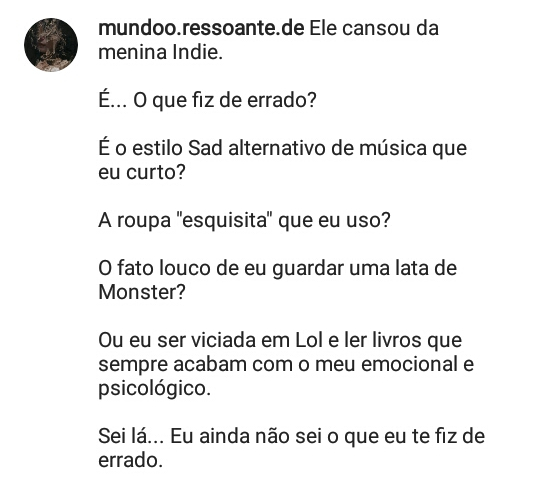 mundoo.ressoante.de Ele cansou da
menina Indie.
É... O que fiz de errado?
É o estilo Sad alternativo de música que
eu curto?
A roupa "esquisita" que eu uso?
O fato louco de eu guardar uma lata de
Monster?
Ou eu ser viciada em Lol e ler livros que
sempre acabam com o meu emocional e
psicológico.
Sei lá... Eu ainda não sei o que eu te fiz de
errado.